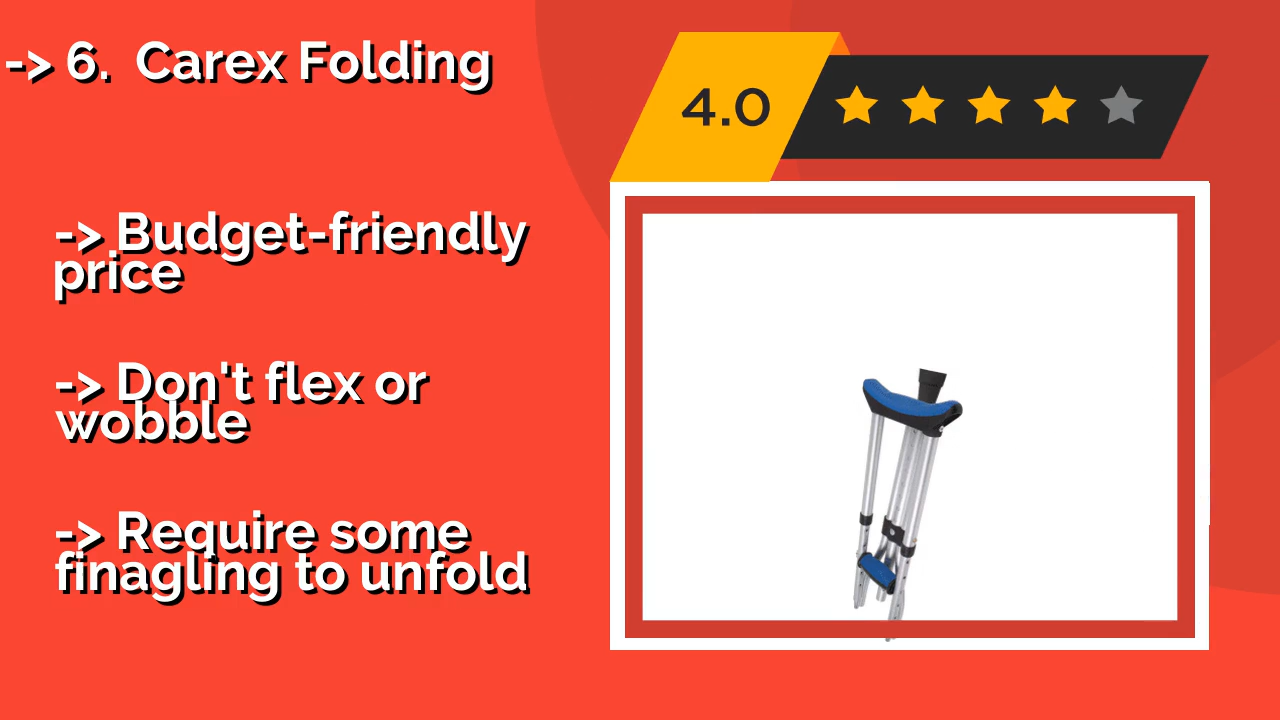 -> 6.  Carex Folding
4.0
-> Budget-friendly
price
-> Don't flex or
wobble
-> Require some
finagling to unfold